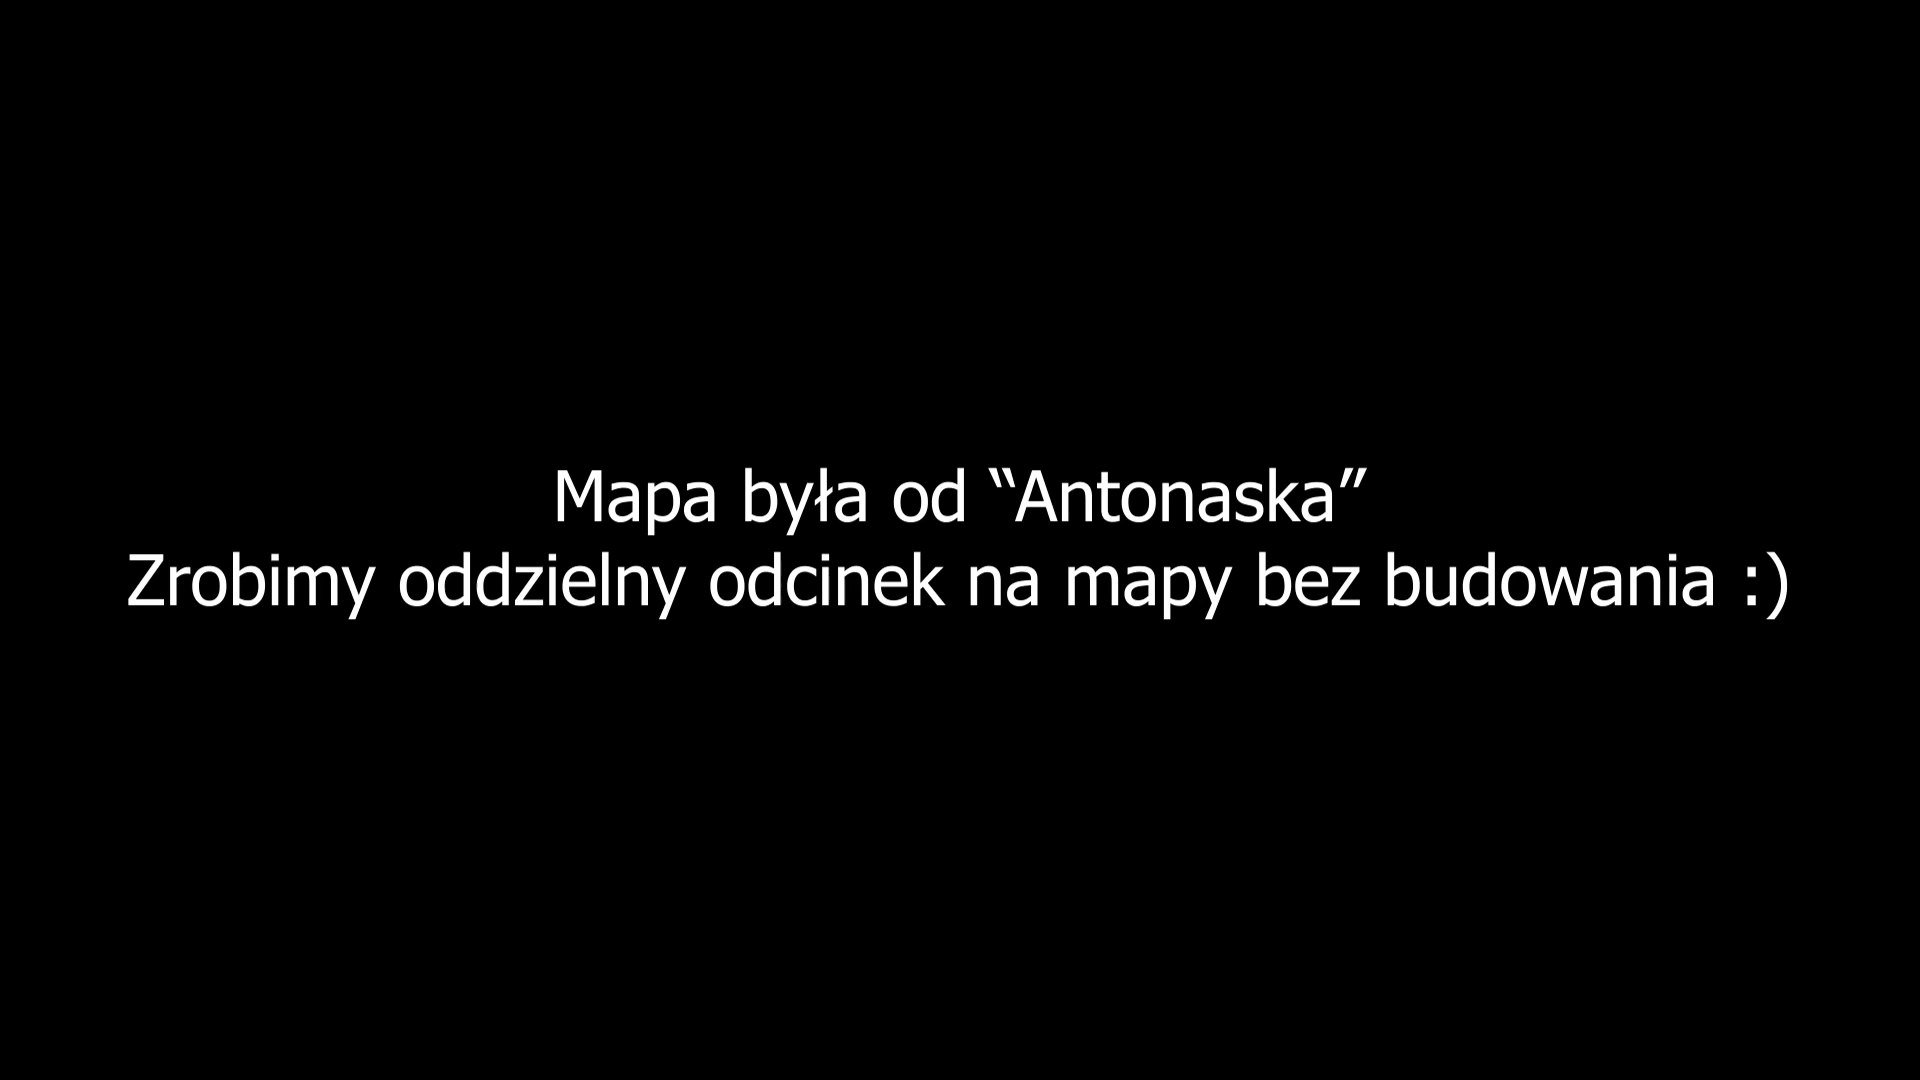 Mapa była od “Antonaska”
Zrobimy oddzielny odcinek na mapy bez budowania :)